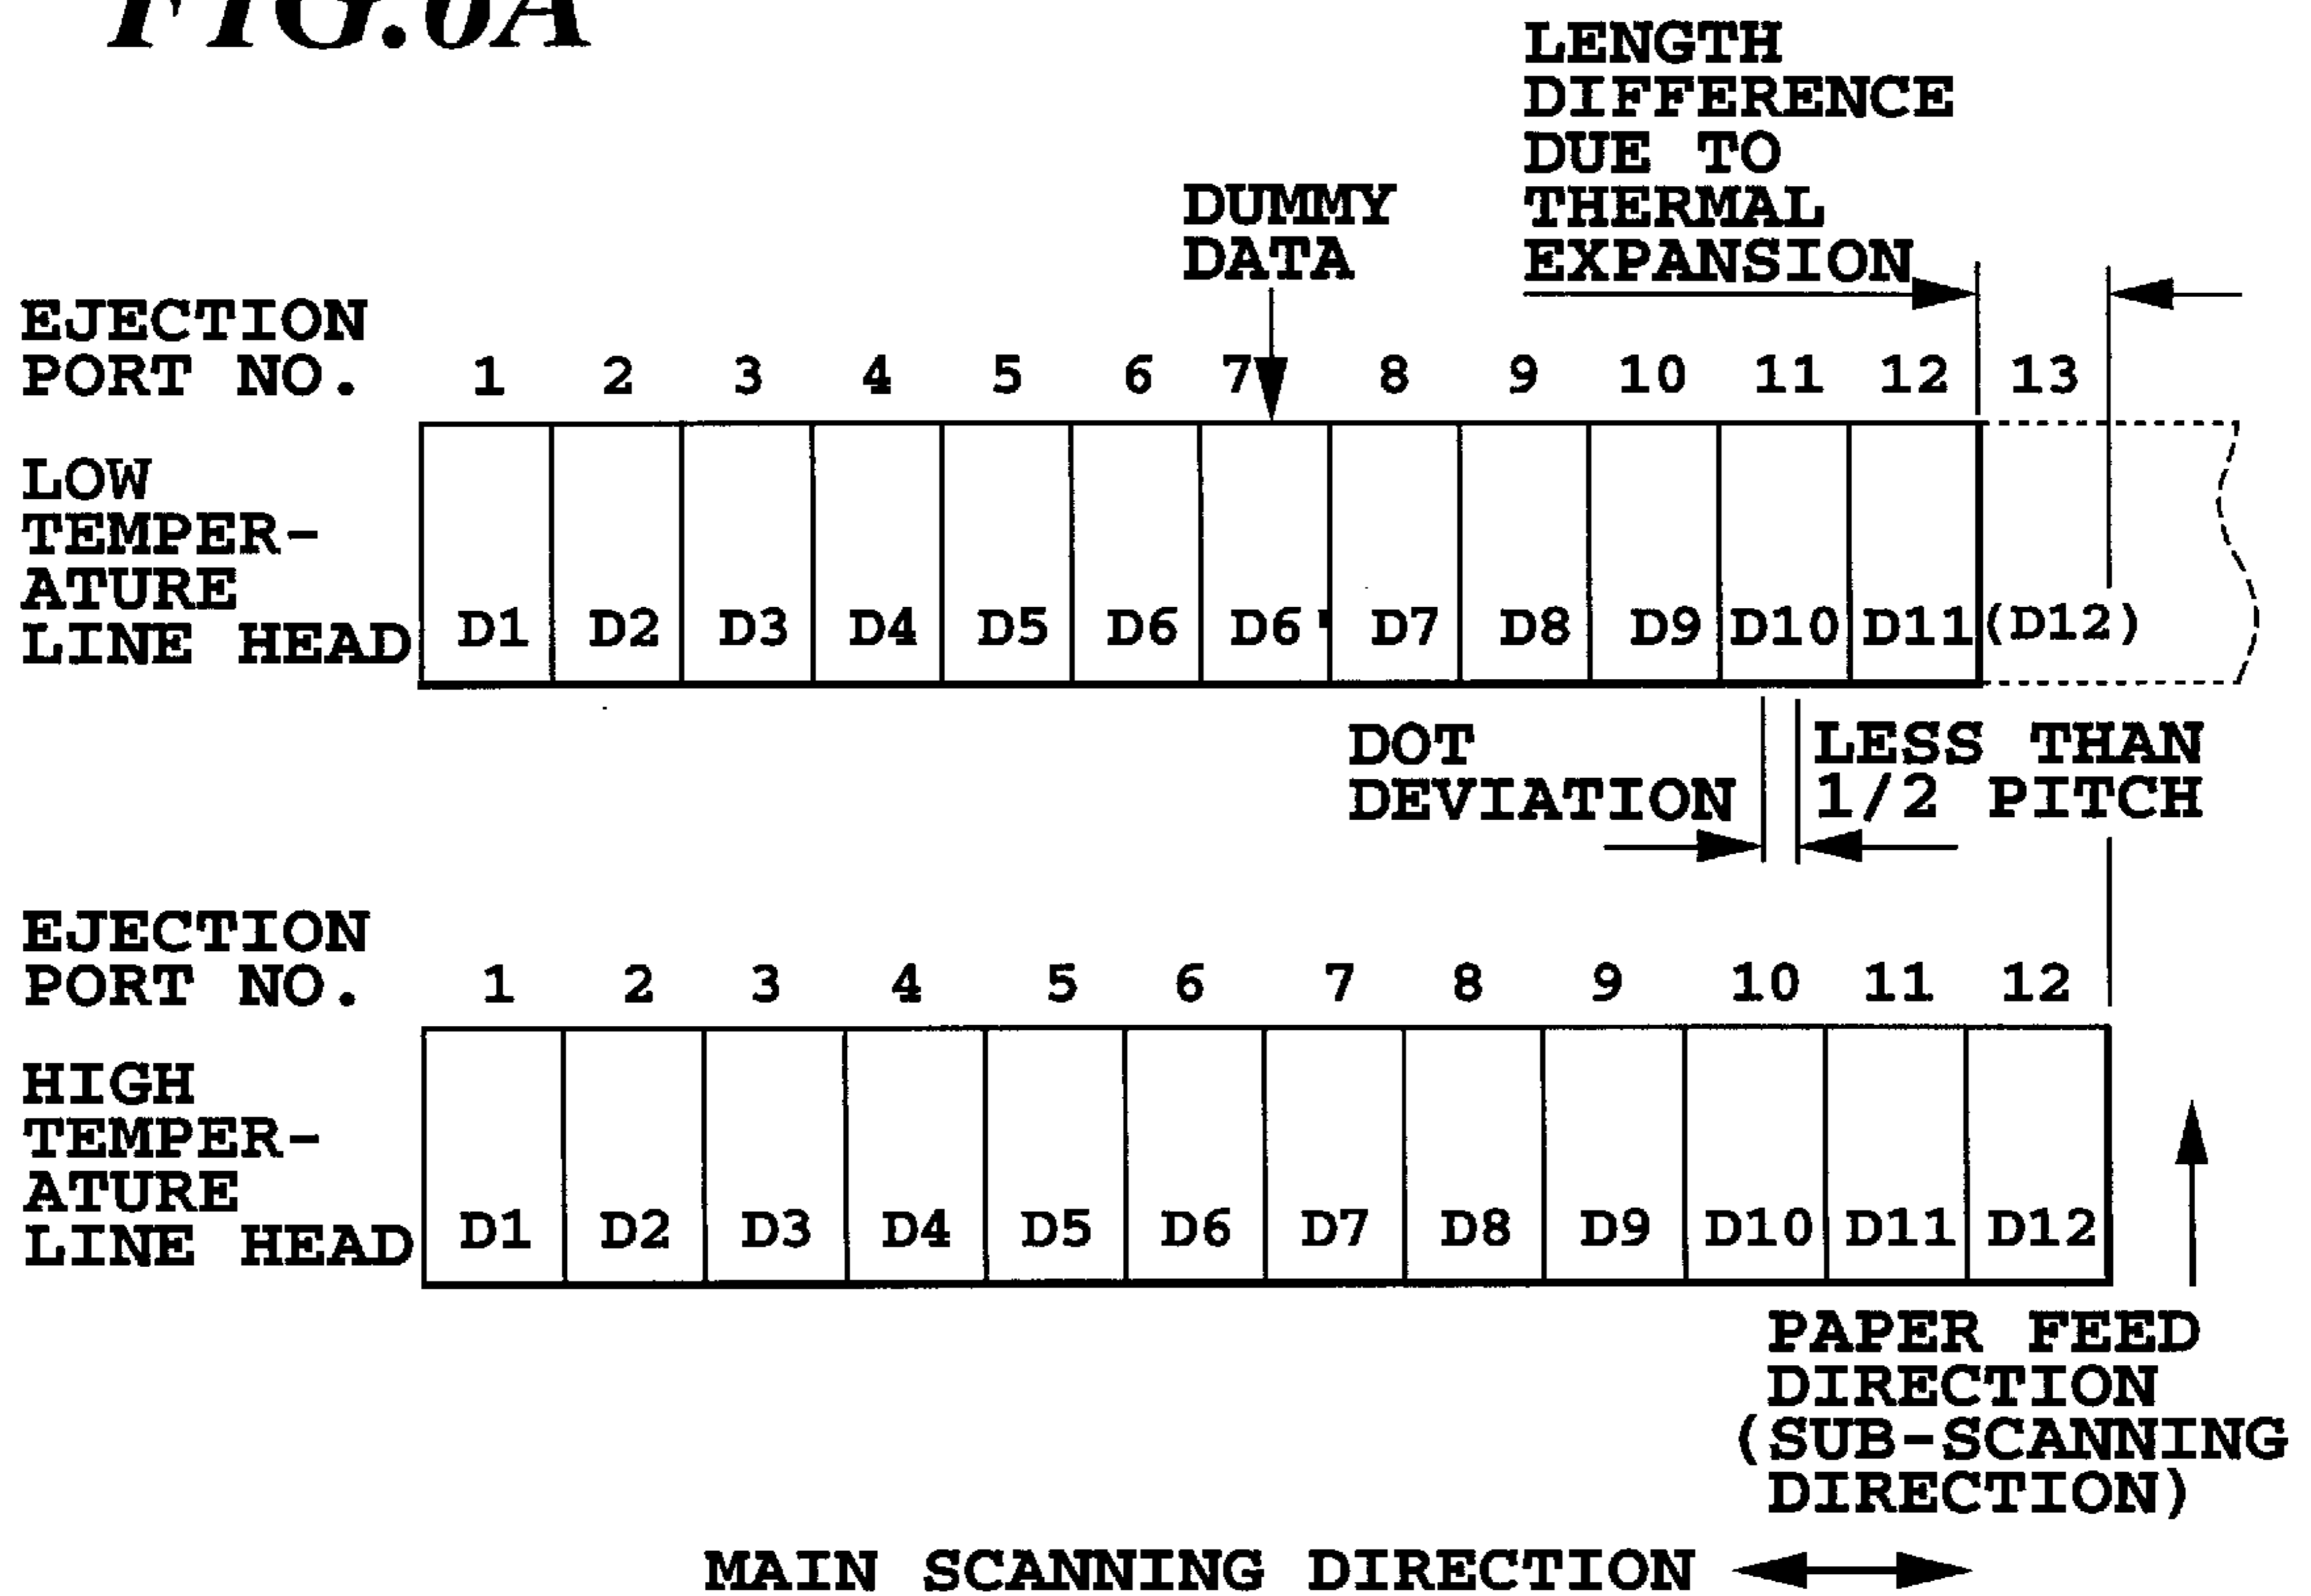 FIG.6A
LENGTH
DIFFERENCE
DUE TO
THERMAL
EXPANSION
DUMMY
DATA
EJECTION
PORT NO. 1 2 3 4 5 6 7 8 9 10 11 12 13
LOW
TEMPER-
ATURE
LINE HEAD D1 D2 D3 D4 D5 D6 D6' D7 D8 D9 D10 D11 (D12)
DOT
DEVIATION
LESS THAN
1/2 PITCH
EJECTION
PORT NO. 1 2 3 4 5 6 7 8 9 10 11 12
HIGH
TEMPER-
ATURE
LINE HEAD D1 D2 D3 D4 D5 D6 D7 D8 D9 D10 D11 D12
PAPER FEED
DIRECTION
(SUB-SCANNING
DIRECTION)
MAIN SCANNING DIRECTION